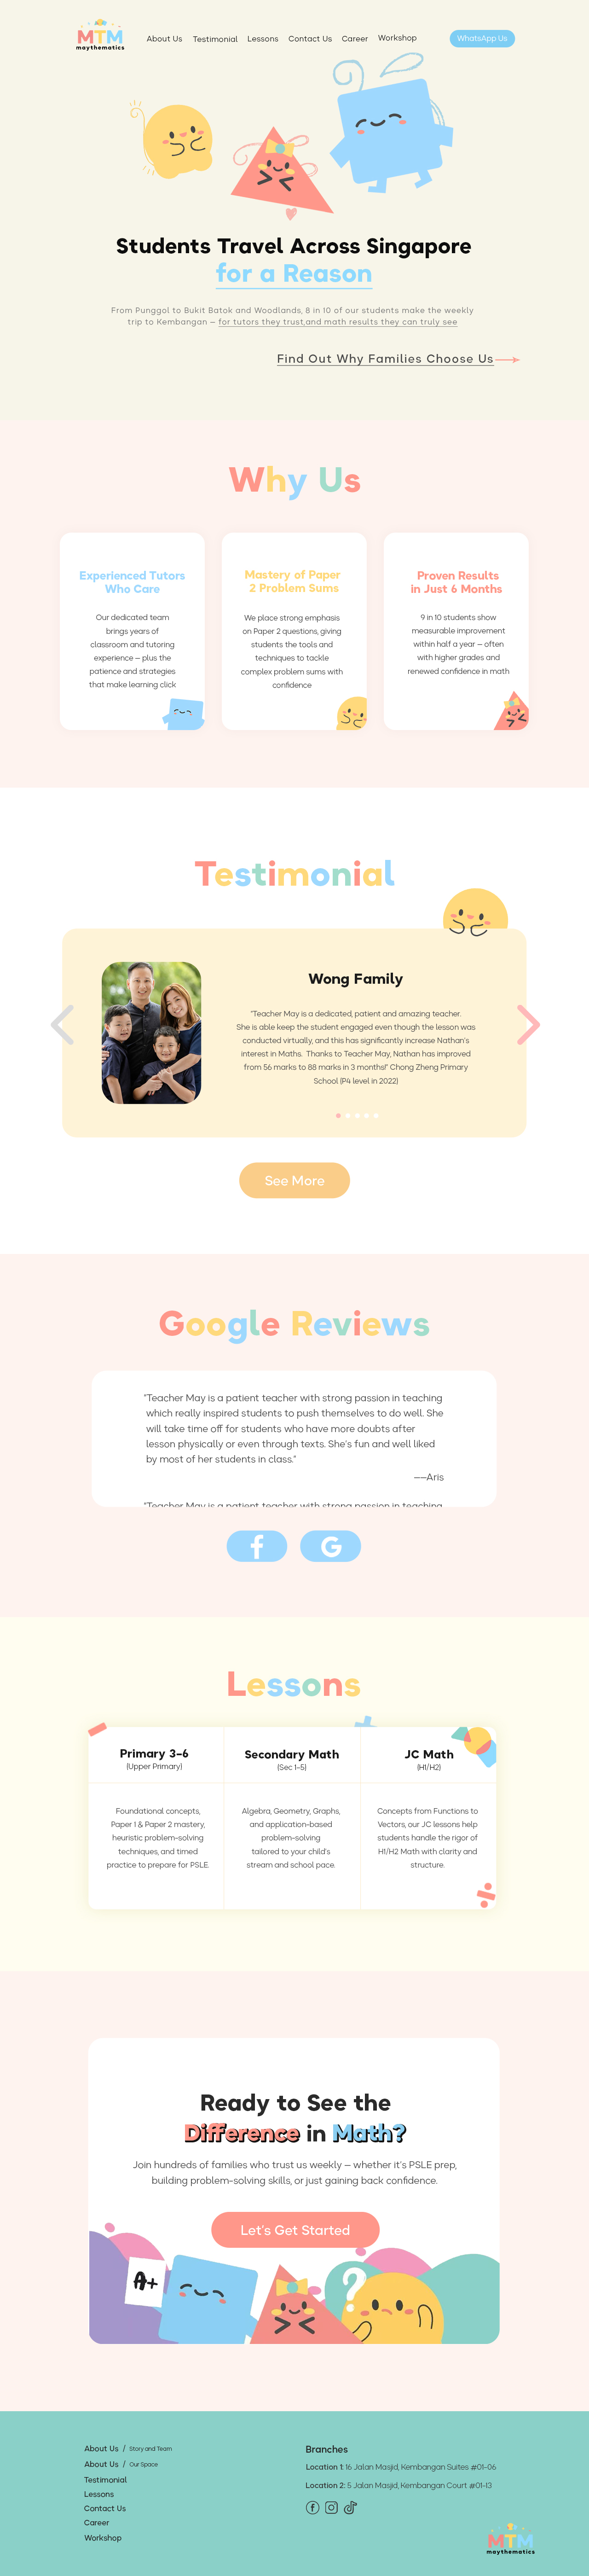 MTM
maythematics
About Us
Testimonial
Lessons
Contact Us
Career
Workshop
WhatsApp Us
Students Travel Across Singapore
for a Reason
From Punggol to Bukit Batok and Woodlands, 8 in 10 of our students make the weekly
trip to Kembangan — for tutors they trust,and math results they can truly see
Find Out Why Families Choose Us
Why Us
Experienced Tutors
Who Care
Our dedicated team
brings years of
classroom and tutoring
experience — plus the
patience and strategies
that make learning click
Mastery of Paper
2 Problem Sums
We place strong emphasis
on Paper 2 questions, giving
students the tools and
techniques to tackle
complex problem sums with
confidence
Proven Results
in Just 6 Months
9 in 10 students show
measurable improvement
within half a year — often
with higher grades and
renewed confidence in math
Testimonial
Wong Family
"Teacher May is a dedicated, patient and amazing teacher.
She is able keep the student engaged even though the lesson was
conducted virtually, and this has significantly increase Nathan's
interest in Maths. Thanks to Teacher May, Nathan has improved
from 56 marks to 88 marks in 3 months!" Chong Zheng Primary
School (P4 level in 2022)
See More
Google Reviews
"Teacher May is a patient teacher with strong passion in teaching
which really inspired students to push themselves to do well. She
will take time off for students who have more doubts after
lesson physically or even through texts. She's fun and well liked
by most of her students in class."
——Aris
"Teacher May is a patient teacher with strong passion in teaching
f
G
Lessons
Primary 3-6
(Upper Primary)
Foundational concepts,
Paper 1 & Paper 2 mastery,
heuristic problem-solving
techniques, and timed
practice to prepare for PSLE.
Secondary Math
(Sec 1-5)
Algebra, Geometry, Graphs,
and application-based
problem-solving
tailored to your child's
stream and school pace.
JC Math
(H1/H2)
Concepts from Functions to
Vectors, our JC lessons help
students handle the rigor of
H1/H2 Math with clarity and
structure.
Ready to See the
Difference in Math?
Join hundreds of families who trust us weekly — whether it's PSLE prep,
building problem-solving skills, or just gaining back confidence.
Let's Get Started
A+
?
About Us / Story and Team
About Us / Our Space
Testimonial
Lessons
Contact Us
Career
Workshop
Branches
Location 1: 16 Jalan Masjid, Kembangan Suites #01-06
Location 2: 5 Jalan Masjid, Kembangan Court #01-13
MTM
maythematics